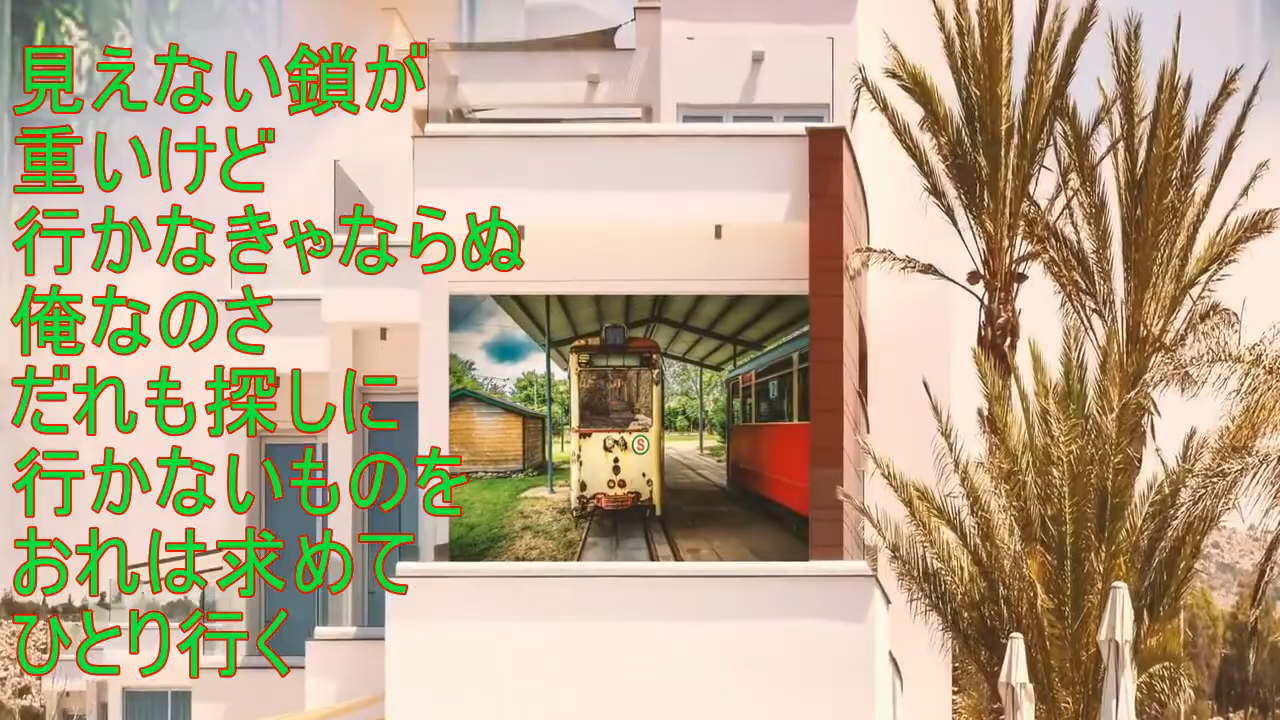 見えない鎖が
重いけど
行かなきゃならぬ
俺なのさ
だれも探しに
行かないものを
おれは求めて
ひとり行く
S